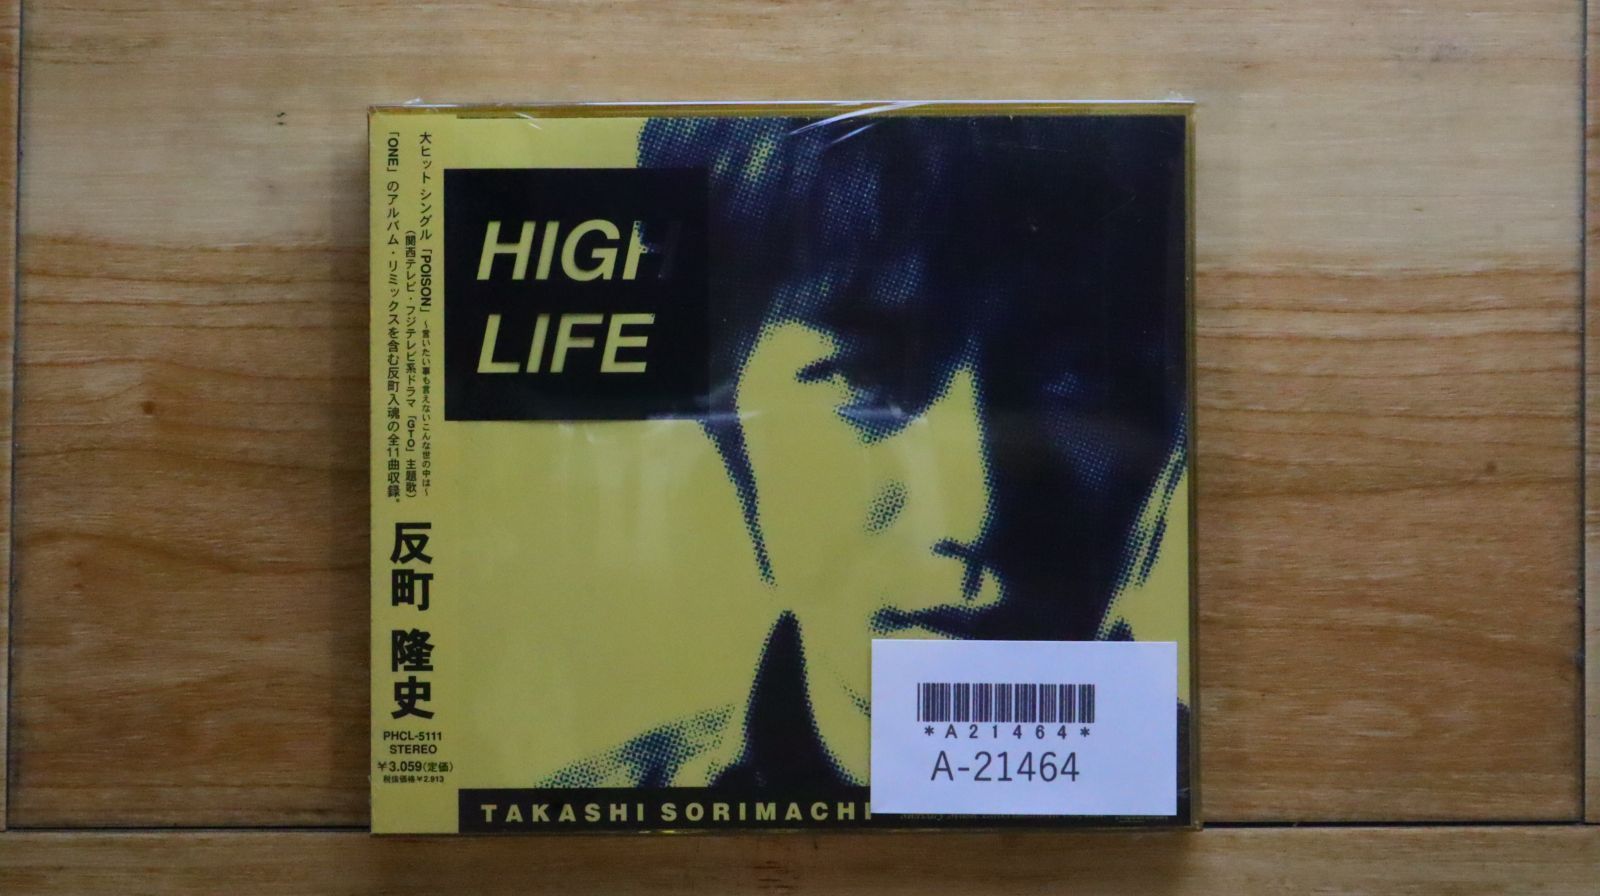 大ヒットシングル「POISON」～言いたい事も言えないこんな世の中は～
（関西テレビ・フジテレビ系ドラマ「GTO」主題歌）
「ONE」のアルバム・リミックスを含む反町入魂の全11曲収録。
反町 隆史
PHCL-5111
STEREO
¥3.059(定価)
税抜価格¥2.913
HIGH
LIFE
TAKASHI SORIMACHI
*A21464*
A-21464